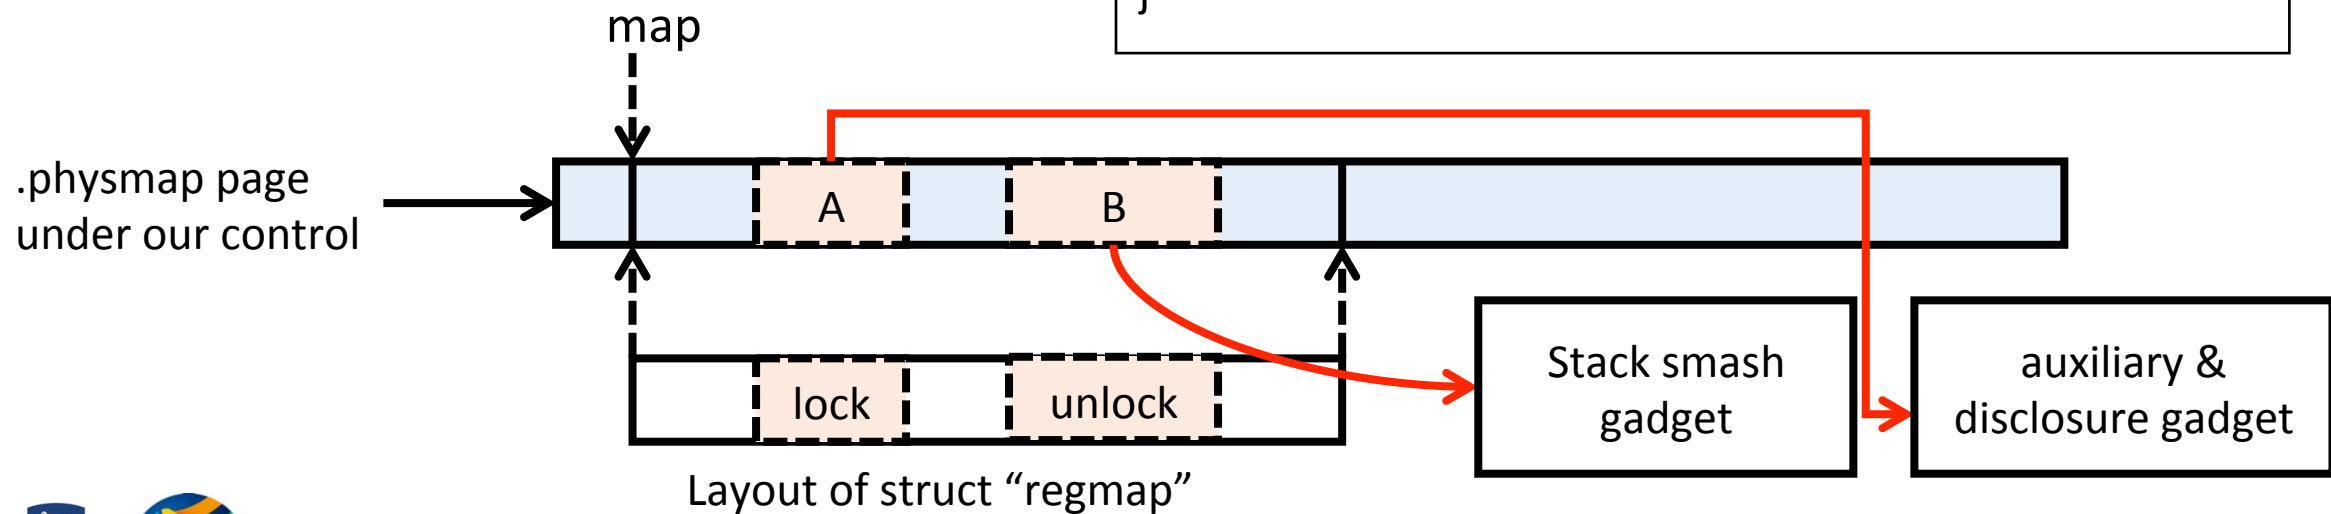 }
map
.physmap page
under our control
A
B
lock
unlock
Stack smash
gadget
auxiliary &
disclosure gadget
Layout of struct “regmap”